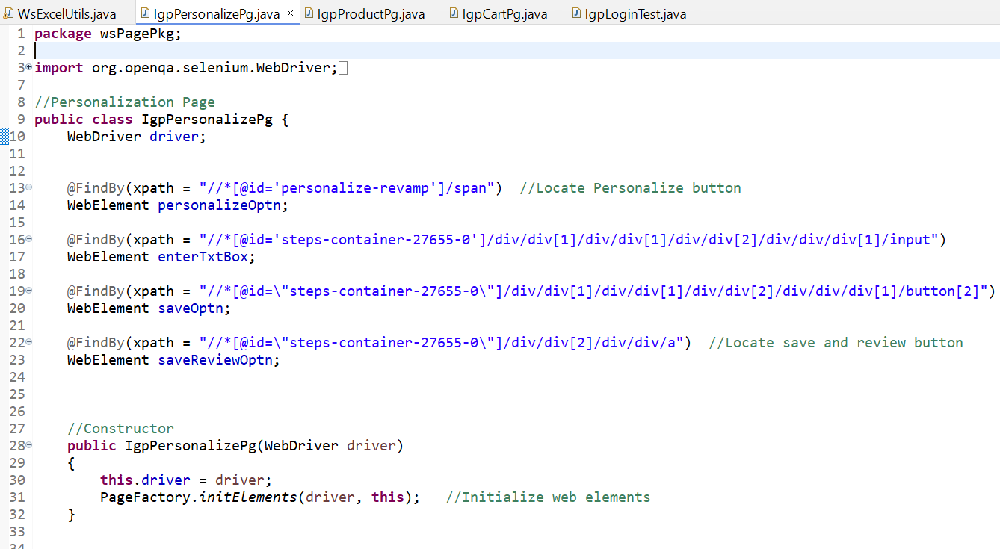 WsExcelUtils.java IgpPersonalizePg.java IgpProductPg.java IgpCartPg.java IgpLoginTest.java
1 package wsPagePkg;
2
3 import org.openqa.selenium.WebDriver;
7
8 //Personalization Page
9 public class IgpPersonalizePg {
10     WebDriver driver;
11
12
13     @FindBy(xpath = "//*[@id='personalize-revamp']/span")  //Locate Personalize button
14     WebElement personalizeOptn;
15
16     @FindBy(xpath = "//*[@id='steps-container-27655-0']/div/div[1]/div/div[1]/div/div[2]/div/div/div[1]/input")
17     WebElement enterTxtBox;
18
19     @FindBy(xpath = "//*[@id=\"steps-container-27655-0\"]/div/div[1]/div/div[1]/div/div[2]/div/div/div[1]/button[2]")
20     WebElement saveOptn;
21
22     @FindBy(xpath = "//*[@id=\"steps-container-27655-0\"]/div/div[2]/div/div/a")  //Locate save and review button
23     WebElement saveReviewOptn;
24
25
26
27     //Constructor
28     public IgpPersonalizePg(WebDriver driver)
29     {
30         this.driver = driver;
31         PageFactory.initElements(driver, this);   //Initialize web elements
32     }
33
34